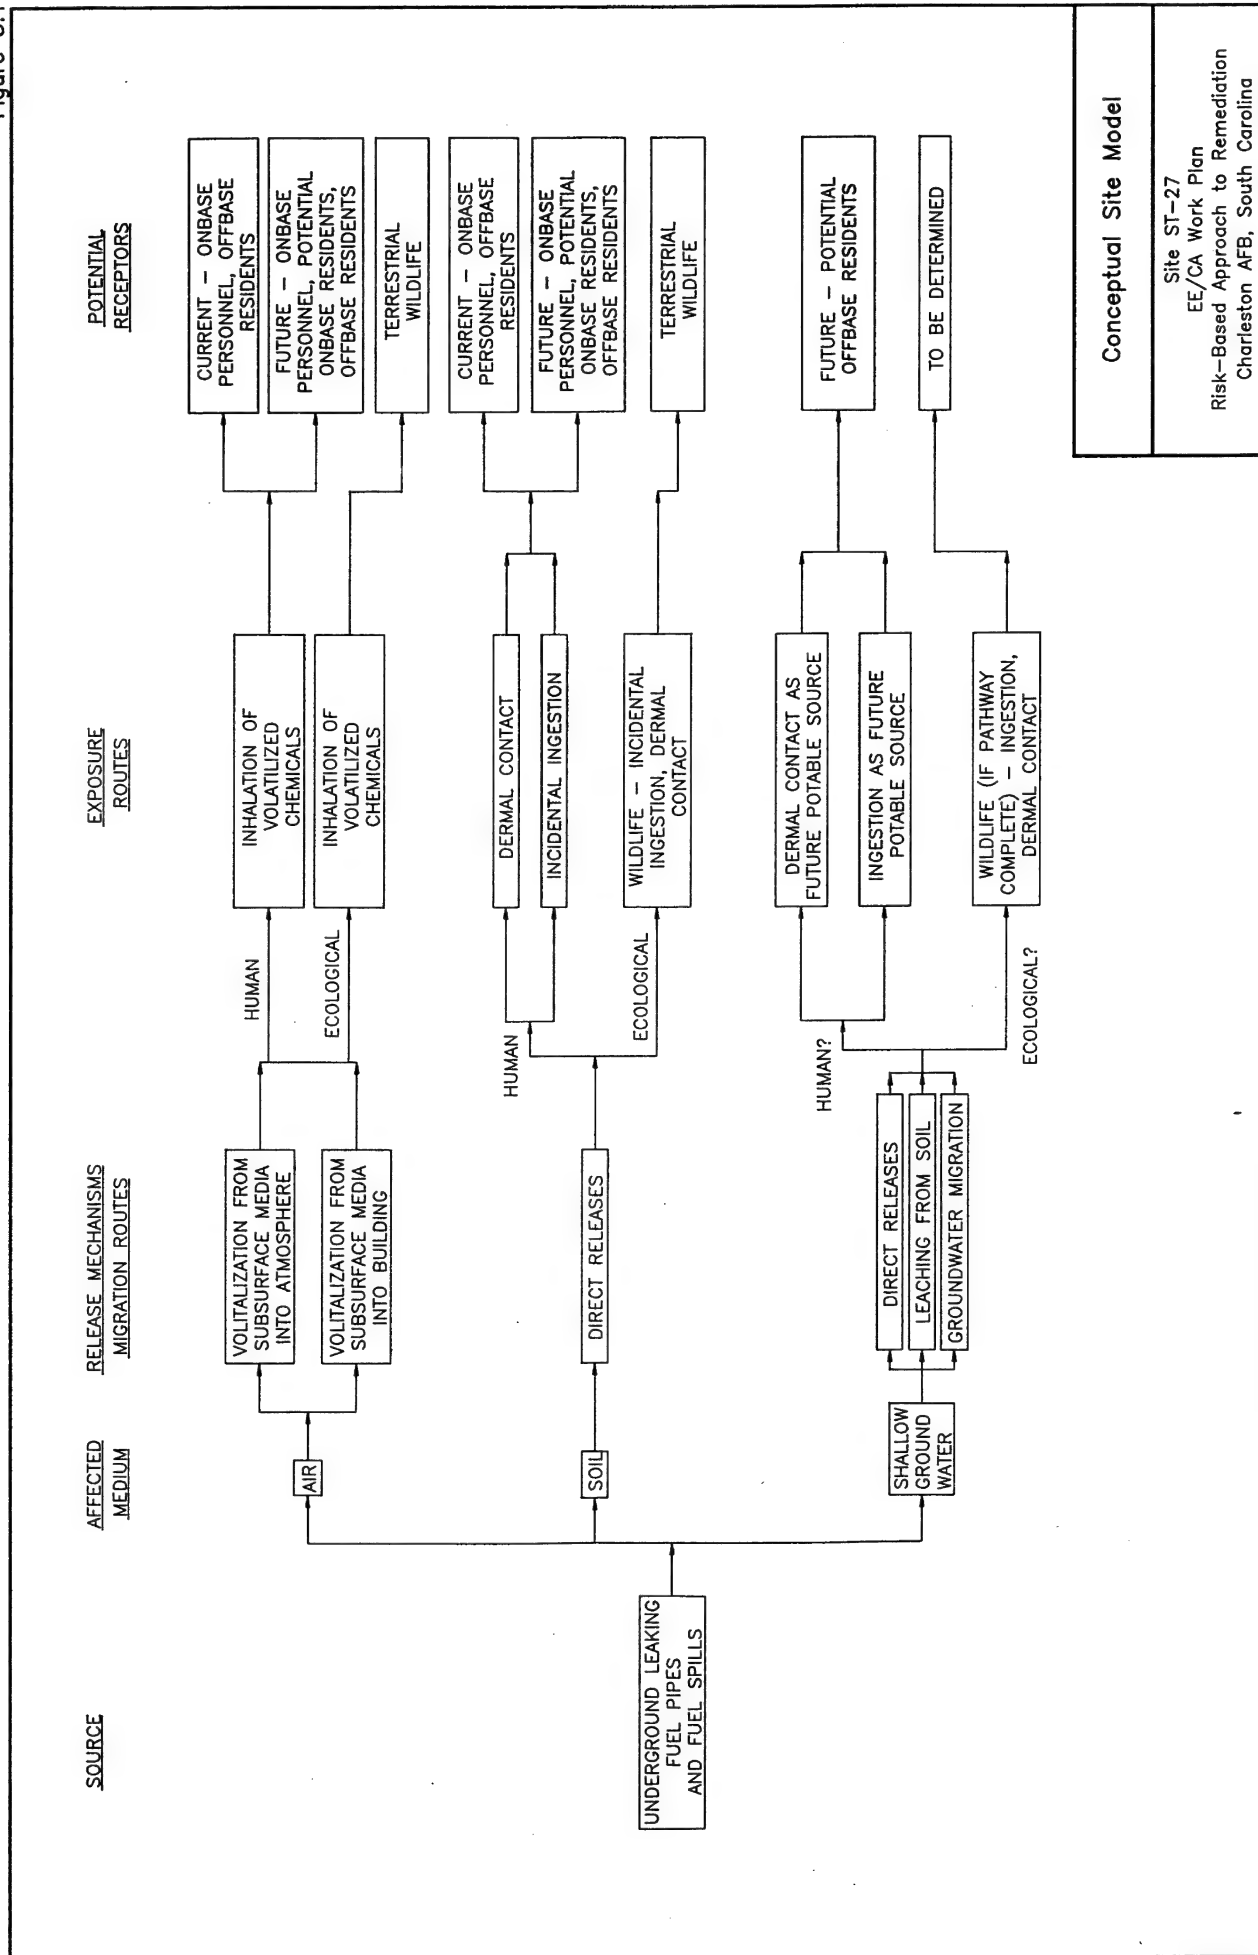 SOURCE
AFFECTED
MEDIUM
RELEASE MECHANISMS
MIGRATION ROUTES
EXPOSURE
ROUTES
POTENTIAL
RECEPTORS
UNDERGROUND LEAKING
FUEL PIPES
AND FUEL SPILLS
AIR
VOLITALIZATION FROM
SUBSURFACE MEDIA
INTO ATMOSPHERE
VOLITALIZATION FROM
SUBSURFACE MEDIA
INTO BUILDING
HUMAN
ECOLOGICAL
INHALATION OF
VOLATILIZED
CHEMICALS
INHALATION OF
VOLATILIZED
CHEMICALS
CURRENT – ONBASE
PERSONNEL, OFFBASE
RESIDENTS
FUTURE – ONBASE
PERSONNEL, POTENTIAL
ONBASE RESIDENTS,
OFFBASE RESIDENTS
TERRESTRIAL
WILDLIFE
SOIL
DIRECT RELEASES
HUMAN
ECOLOGICAL
DERMAL CONTACT
INCIDENTAL INGESTION
WILDLIFE – INCIDENTAL
INGESTION, DERMAL
CONTACT
CURRENT – ONBASE
PERSONNEL, OFFBASE
RESIDENTS
FUTURE – ONBASE
PERSONNEL, POTENTIAL
ONBASE RESIDENTS,
OFFBASE RESIDENTS
TERRESTRIAL
WILDLIFE
SHALLOW
GROUND
WATER
DIRECT RELEASES
LEACHING FROM SOIL
GROUNDWATER MIGRATION
HUMAN?
ECOLOGICAL?
DERMAL CONTACT AS
FUTURE POTABLE SOURCE
INGESTION AS FUTURE
POTABLE SOURCE
WILDLIFE (IF PATHWAY
COMPLETE) – INGESTION,
DERMAL CONTACT
FUTURE – POTENTIAL
OFFBASE RESIDENTS
TO BE DETERMINED
Conceptual Site Model
Site ST–27
EE/CA Work Plan
Risk–Based Approach to Remediation
Charleston AFB, South Carolina